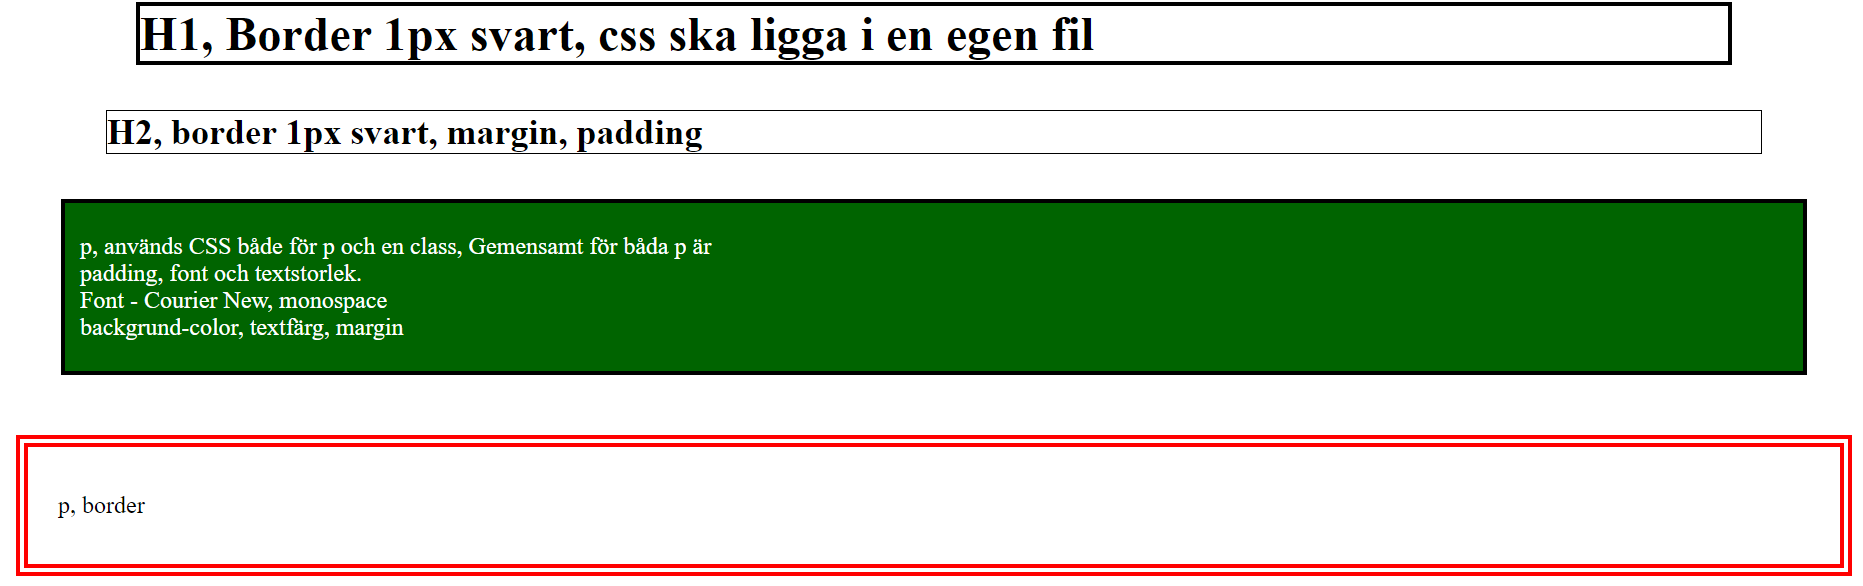 H1, Border 1px svart, css ska ligga i en egen fil
H2, border 1px svart, margin, padding
p, används CSS både för p och en class, Gemensamt för båda p är
padding, font och textstorlek.
Font - Courier New, monospace
backgrund-color, textfärg, margin
p, border